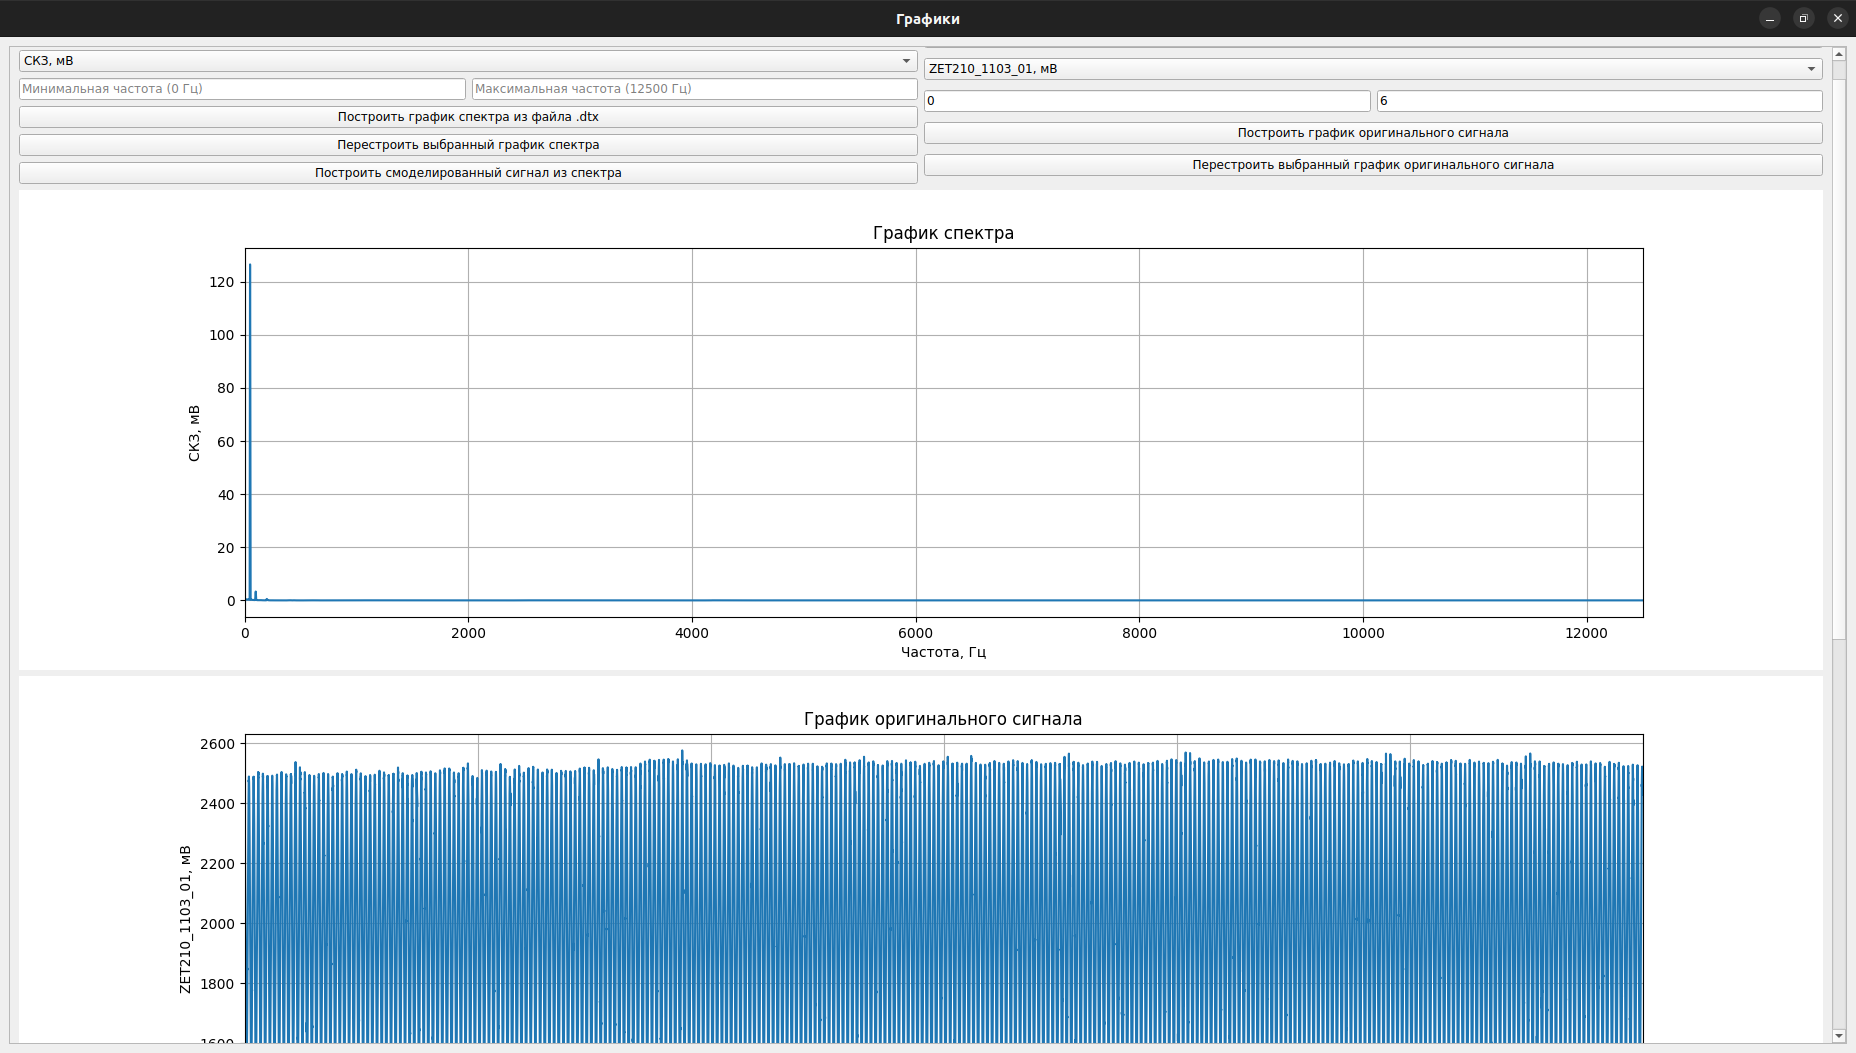 Графики
СКЗ, мВ
Минимальная частота (0 Гц) Максимальная частота (12500 Гц)
Построить график спектра из файла .dtx
Перестроить выбранный график спектра
Построить смоделированный сигнал из спектра
ZET210_1103_01, мВ
0 6
Построить график оригинального сигнала
Перестроить выбранный график оригинального сигнала
График спектра
СКЗ, мВ
120
100
80
60
40
20
0
0 2000 4000 6000 8000 10000 12000
Частота, Гц
График оригинального сигнала
ZET210_1103_01, мВ
2600
2400
2200
2000
1800
1600